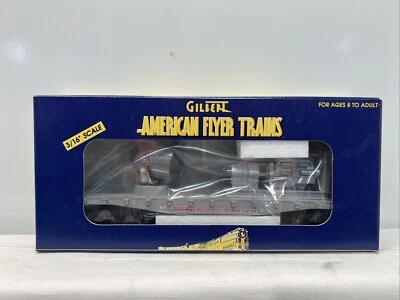 GILBERT
FOR AGES 8 TO ADULT
AMERICAN FLYER TRAINS
3/16" SCALE